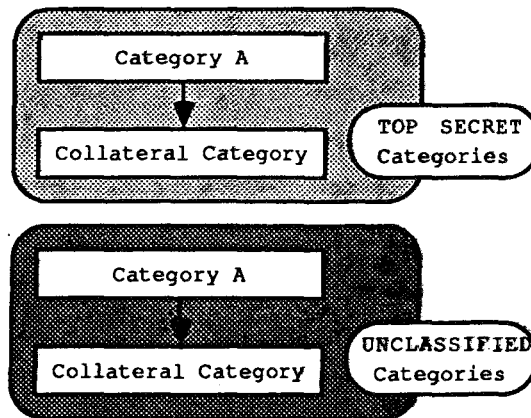 Category A
Collateral Category
TOP SECRET
Categories
Category A
Collateral Category
UNCLASSIFIED
Categories